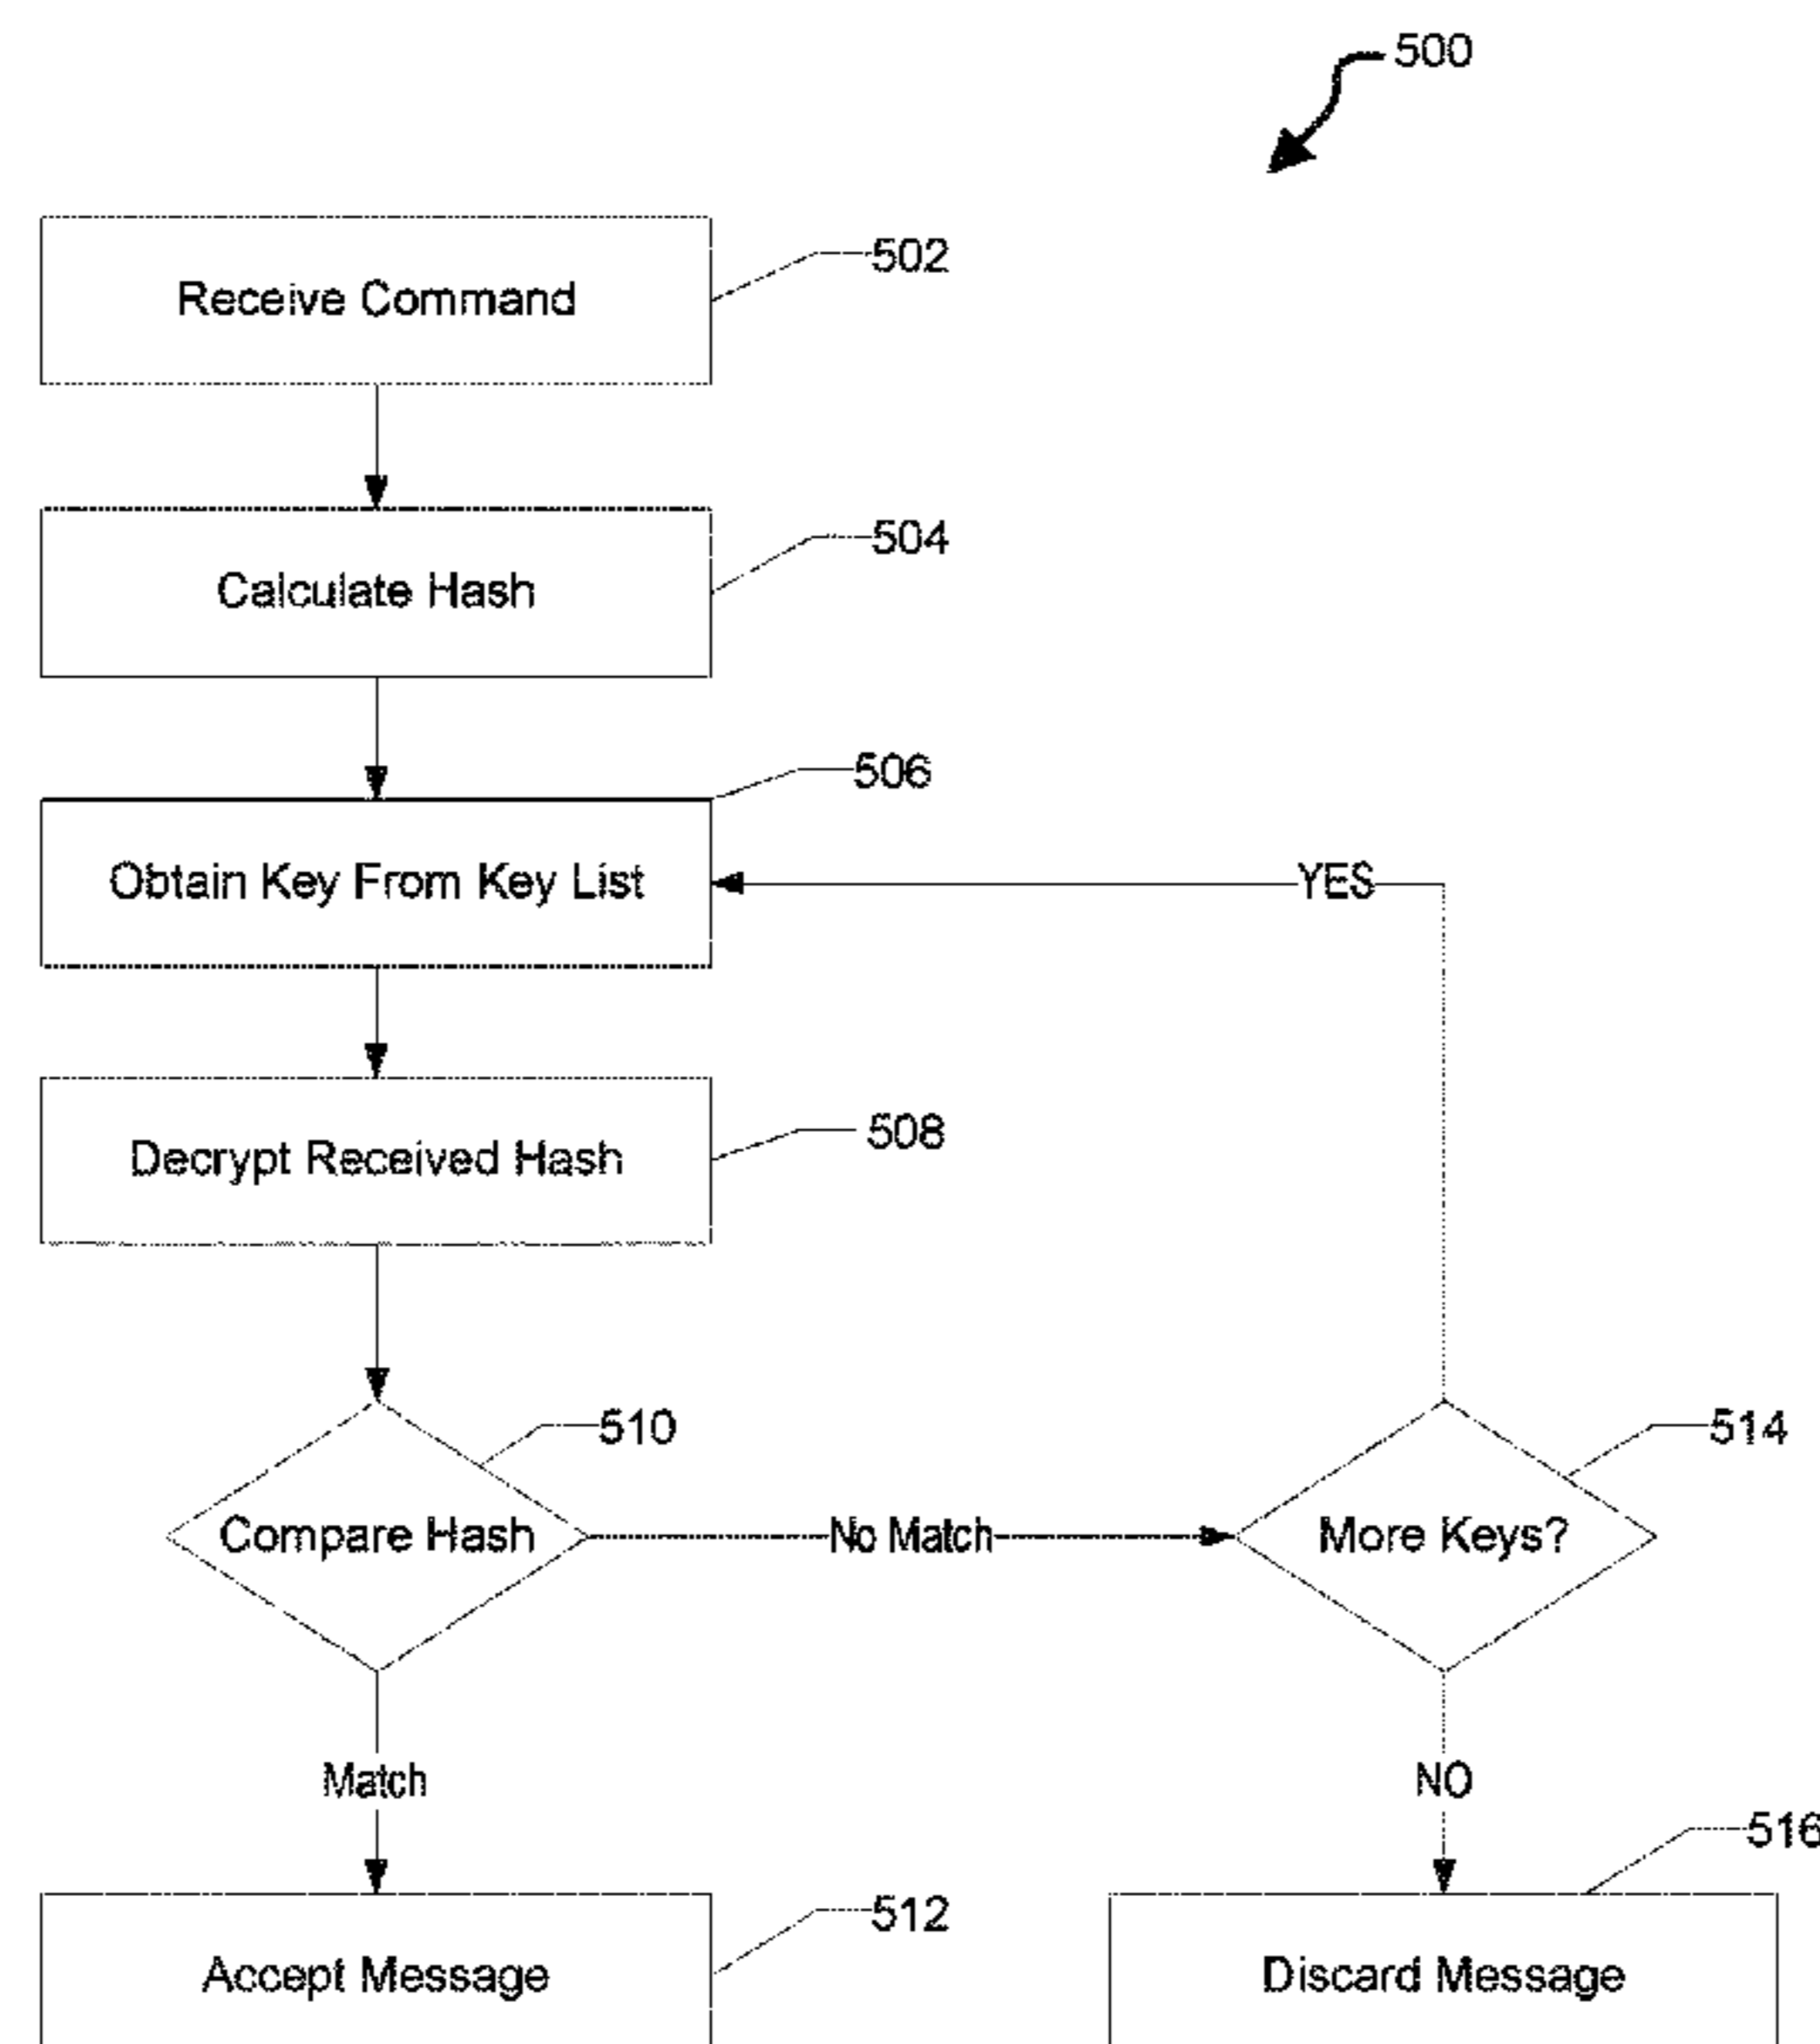 500
Receive Command
502
Calculate Hash
504
506
Obtain Key From Key List
YES
Decrypt Received Hash
508
510
514
Compare Hash
No Match
More Keys?
Match
NO
516
512
Accept Message
Discard Message